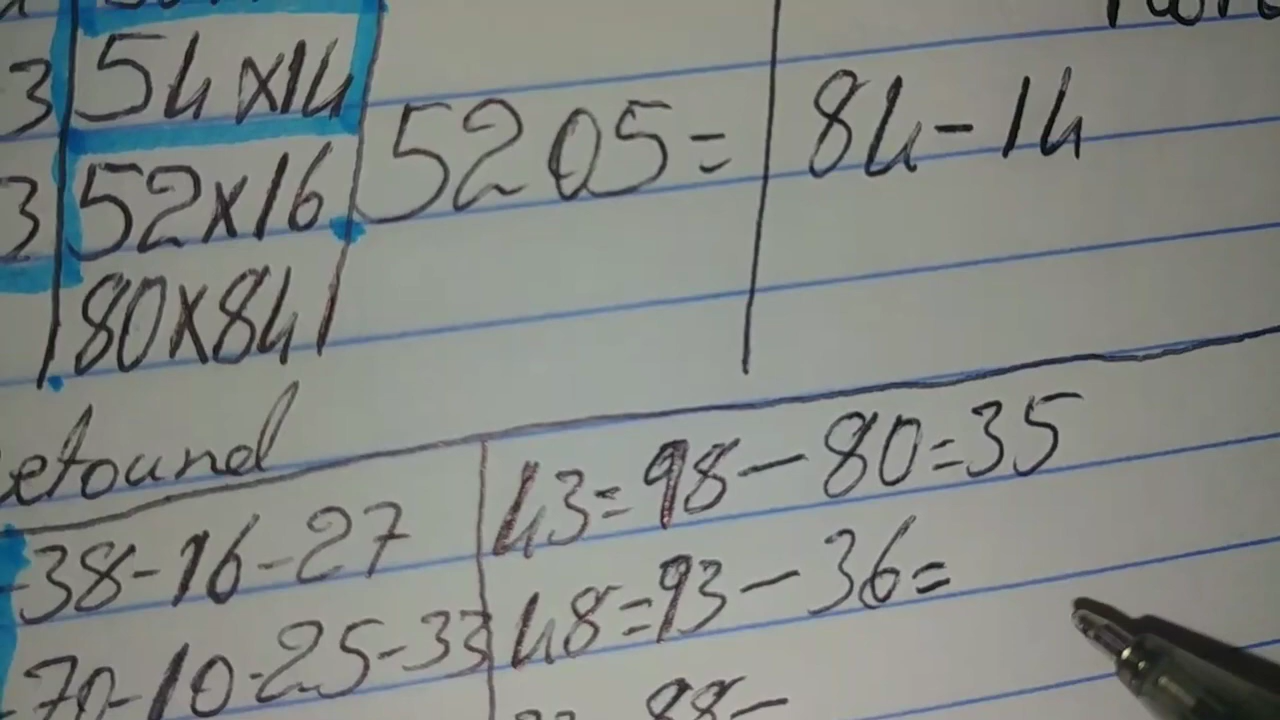 3 54x14
5205= 84-14
3 52x16
80x84
43=98-80=35
-38-16-27
48=93-36=
-70-10-25-33
88-